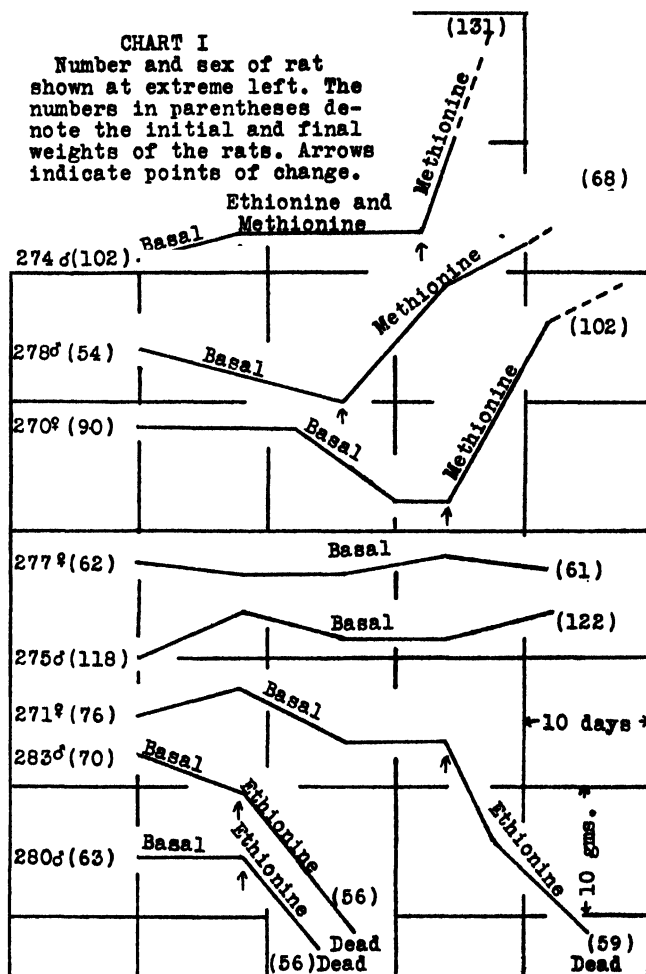 CHART I
Number and sex of rat
shown at extreme left. The
numbers in parentheses de-
note the initial and final
weights of the rats. Arrows
indicate points of change.
(131)
Methionine
(68)
Ethionine and
Methionine
Basal
274♂(102)
Methionine
(102)
278♂(54)
Basal
270♀(90)
Basal
Methionine
277♀(62)
Basal
(61)
Basal
(122)
275♂(118)
271♀(76)
Basal
10 days
283♂(70)
Basal
Ethionine
Ethionine
Ethionine
10 gms.
280♂(63)
Basal
(56)
Dead
(56)Dead
(59)
Dead